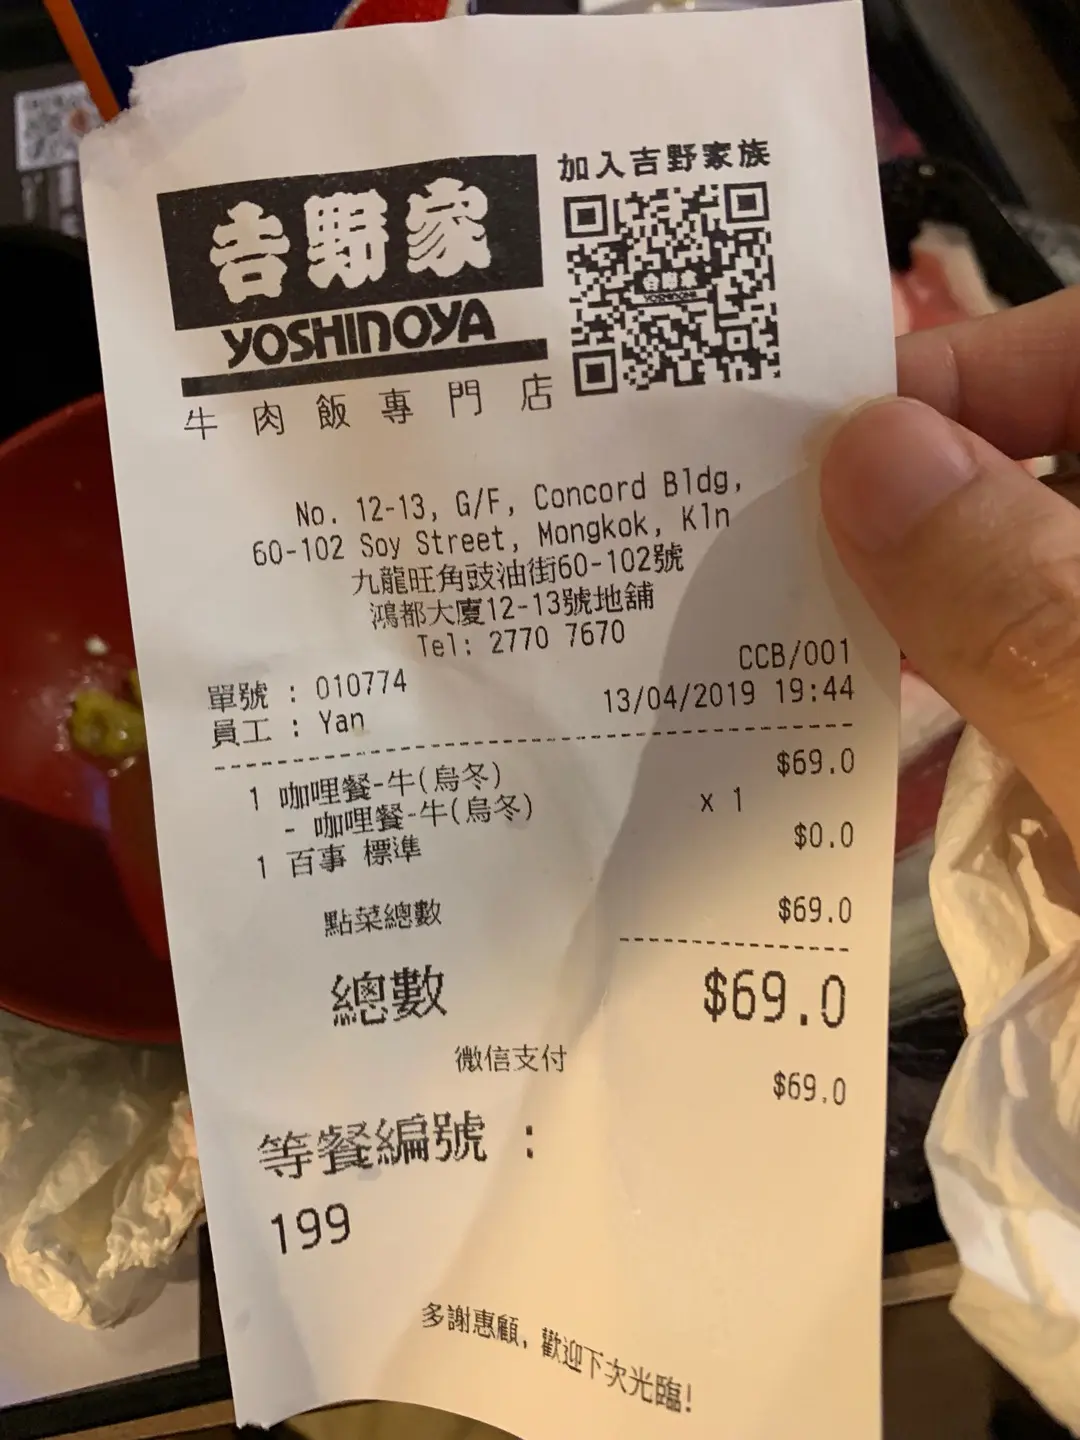 加入吉野家族
吉野家
YOSHINOYA
牛肉飯專門店
吉野家
YOSHINOYA
No. 12-13, G/F, Concord Bldg,
60-102 Soy Street, Mongkok, Kln
九龍旺角豉油街60-102號
鴻都大廈12-13號地舖
Tel: 2770 7670
CCB/001
單號 : 010774
13/04/2019 19:44
員工 : Yan
1 咖哩餐-牛(烏冬) $69.0
- 咖哩餐-牛(烏冬) x 1
1 百事 標準 $0.0
點菜總數 $69.0
總數 $69.0
微信支付 $69.0
等餐編號 :
199
多謝惠顧, 歡迎下次光臨!